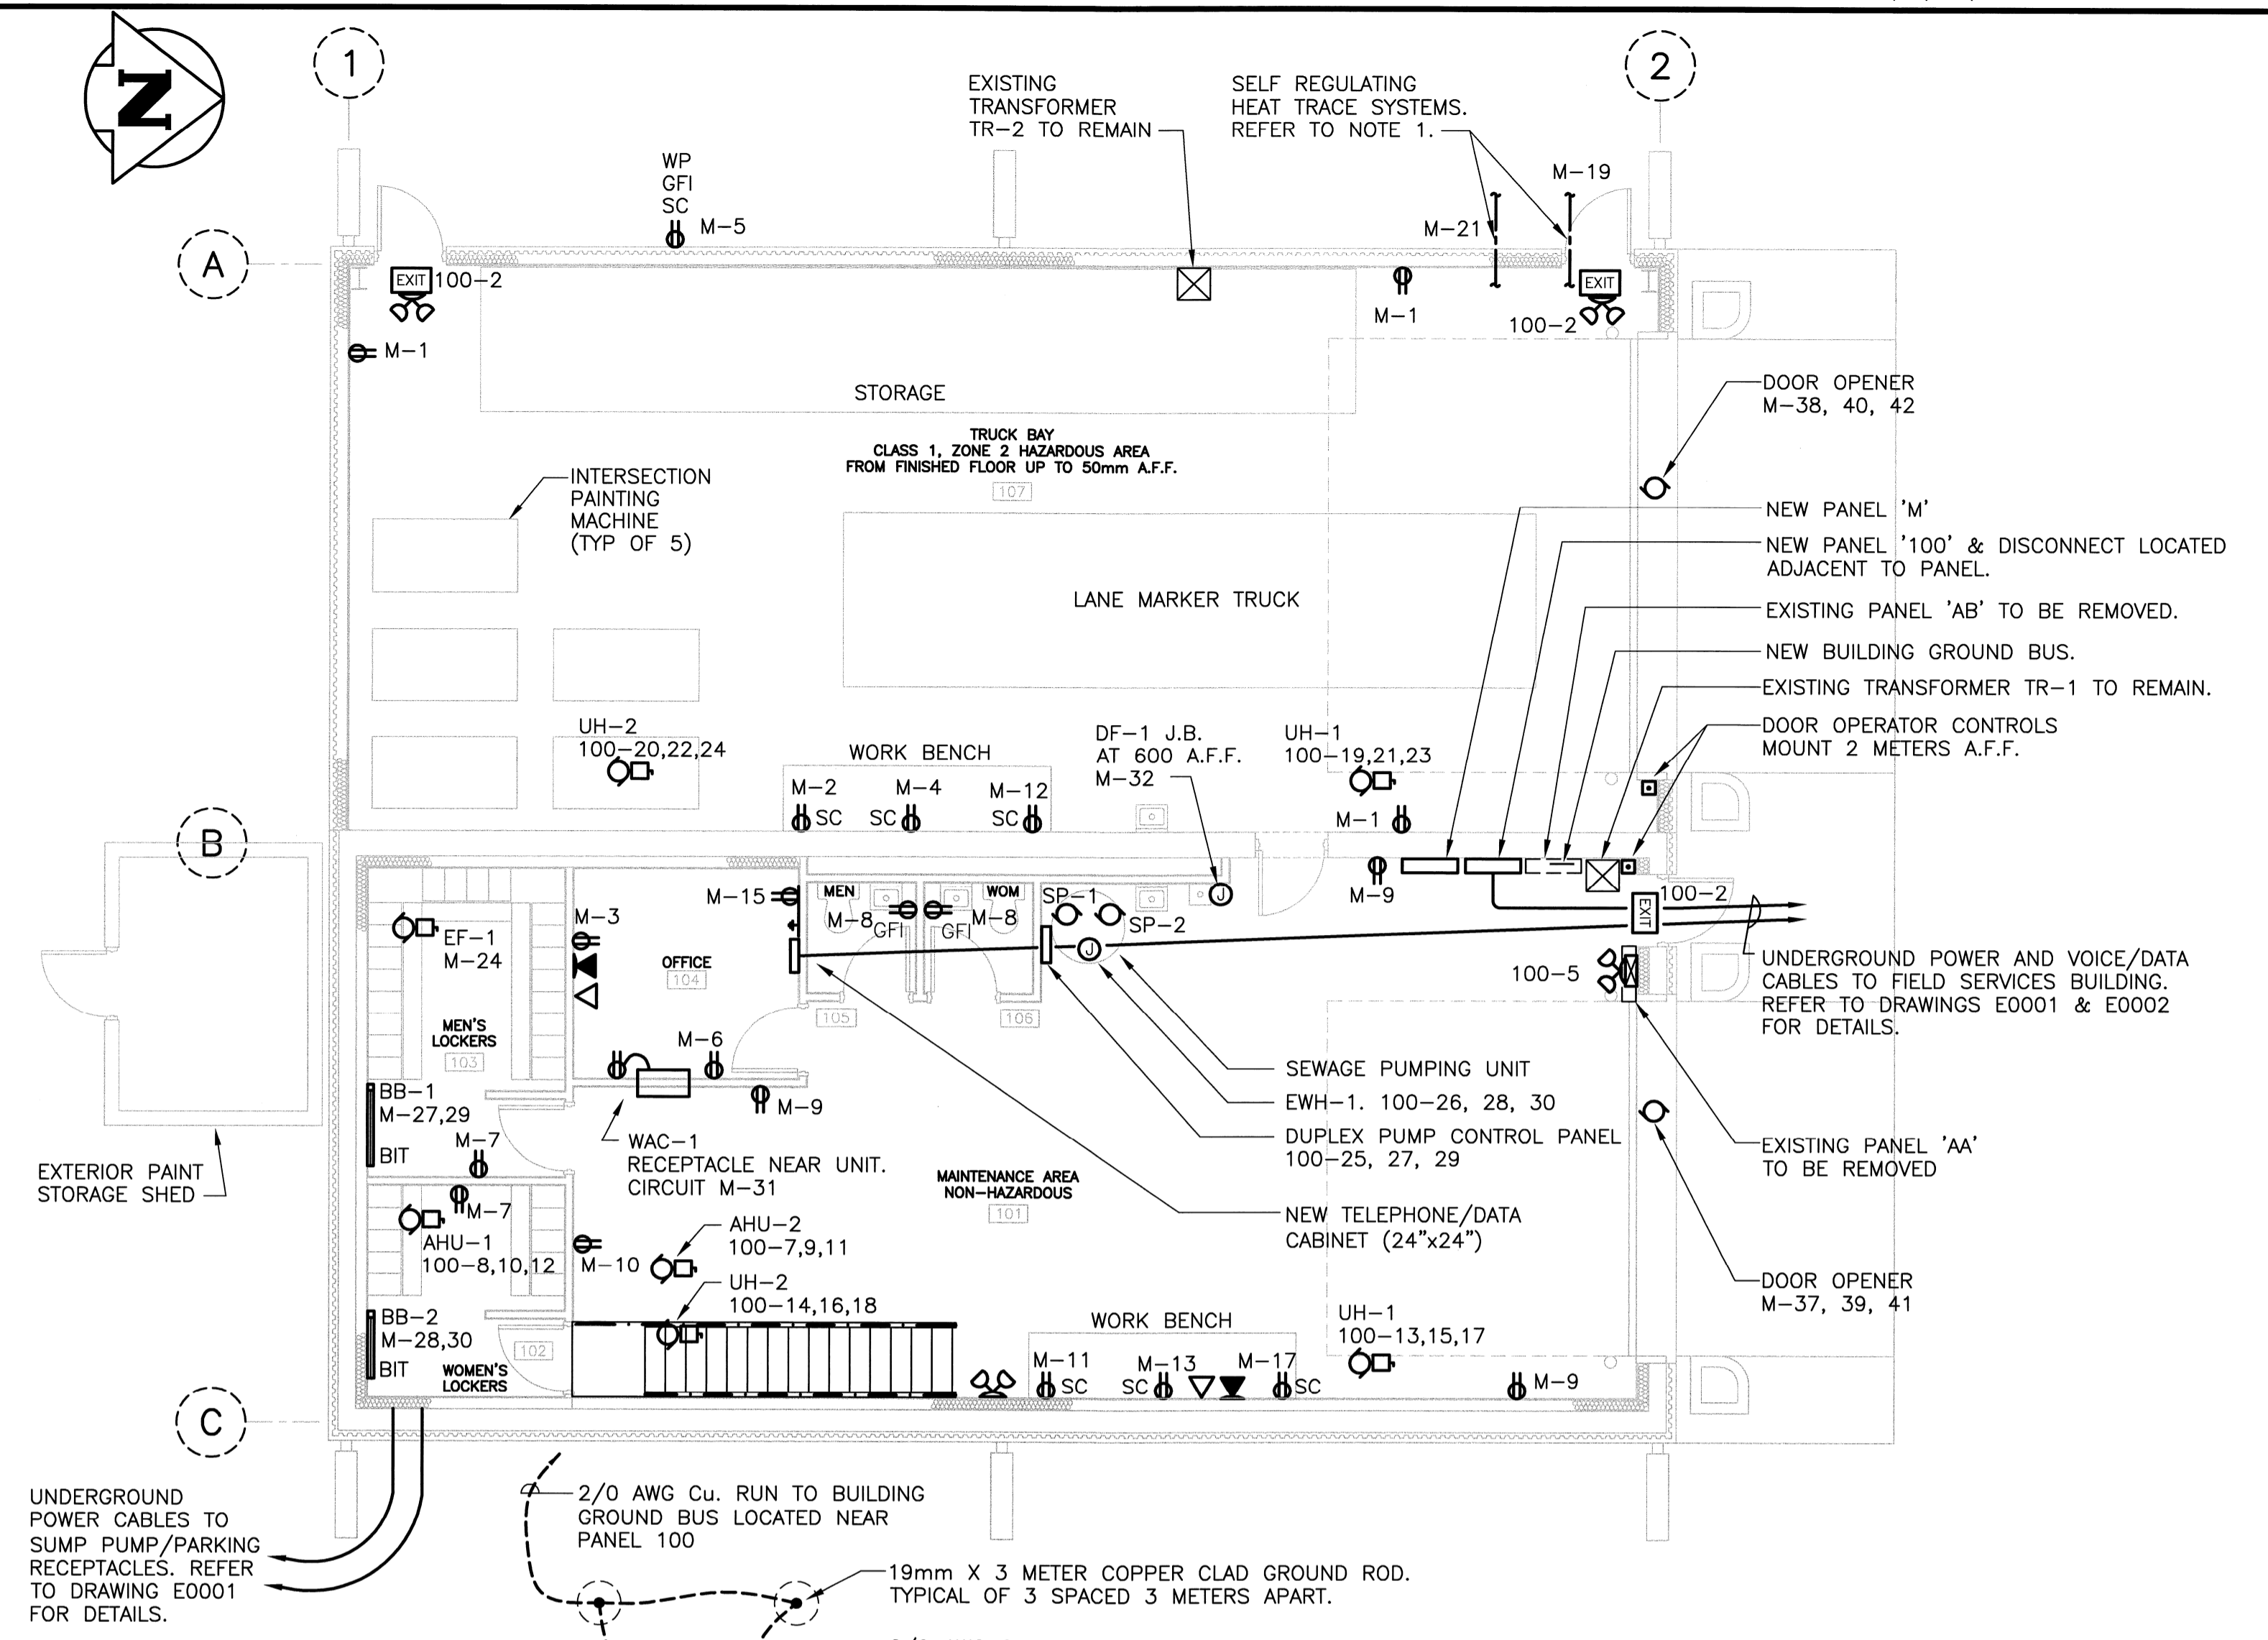 N
1
2
A
B
C
EXISTING
TRANSFORMER
TR-2 TO REMAIN
SELF REGULATING
HEAT TRACE SYSTEMS.
REFER TO NOTE 1.
WP
GFI
SC
M-5
M-19
M-21
EXIT
100-2
M-1
M-1
EXIT
100-2
STORAGE
TRUCK BAY
CLASS 1, ZONE 2 HAZARDOUS AREA
FROM FINISHED FLOOR UP TO 50mm A.F.F.
107
DOOR OPENER
M-38, 40, 42
INTERSECTION
PAINTING
MACHINE
(TYP OF 5)
LANE MARKER TRUCK
NEW PANEL 'M'
NEW PANEL '100' & DISCONNECT LOCATED
ADJACENT TO PANEL.
EXISTING PANEL 'AB' TO BE REMOVED.
NEW BUILDING GROUND BUS.
EXISTING TRANSFORMER TR-1 TO REMAIN.
DOOR OPERATOR CONTROLS
MOUNT 2 METERS A.F.F.
UH-2
100-20,22,24
WORK BENCH
M-2
SC
M-4
SC
M-12
SC
DF-1 J.B.
AT 600 A.F.F.
M-32
UH-1
100-19,21,23
M-1
M-9
J
100-2
EXIT
M-15
MEN
M-8
GFI
WOM
M-8
GFI
SP-1
SP-2
J
M-3
EF-1
M-24
OFFICE
104
105
106
100-5
UNDERGROUND POWER AND VOICE/DATA
CABLES TO FIELD SERVICES BUILDING.
REFER TO DRAWINGS E0001 & E0002
FOR DETAILS.
MEN'S
LOCKERS
103
M-6
M-9
SEWAGE PUMPING UNIT
EWH-1. 100-26, 28, 30
DUPLEX PUMP CONTROL PANEL
100-25, 27, 29
EXISTING PANEL 'AA'
TO BE REMOVED
BB-1
M-27,29
BIT
M-7
M-7
WAC-1
RECEPTACLE NEAR UNIT.
CIRCUIT M-31
EXTERIOR PAINT
STORAGE SHED
MAINTENANCE AREA
NON-HAZARDOUS
101
NEW TELEPHONE/DATA
CABINET (24"x24")
AHU-1
100-8,10,12
M-10
AHU-2
100-7,9,11
UH-2
100-14,16,18
DOOR OPENER
M-37, 39, 41
BB-2
M-28,30
BIT
WOMEN'S
LOCKERS
102
WORK BENCH
M-11
SC
M-13
SC
M-17
SC
UH-1
100-13,15,17
M-9
UNDERGROUND
POWER CABLES TO
SUMP PUMP/PARKING
RECEPTACLES. REFER
TO DRAWING E0001
FOR DETAILS.
2/0 AWG Cu. RUN TO BUILDING
GROUND BUS LOCATED NEAR
PANEL 100
19mm X 3 METER COPPER CLAD GROUND ROD.
TYPICAL OF 3 SPACED 3 METERS APART.